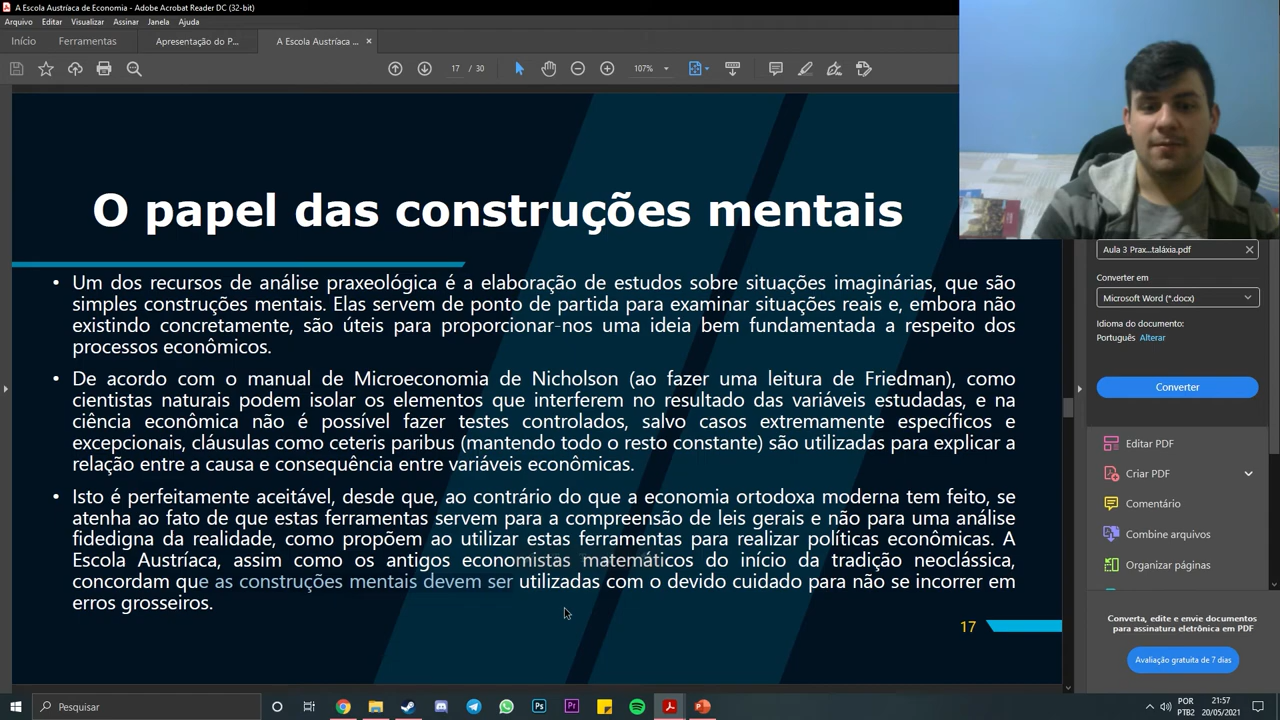 A Escola Austríaca de Economia - Adobe Acrobat Reader DC (32-bit)
Arquivo Editar Visualizar Assinar Janela Ajuda
Início Ferramentas Apresentação do P... A Escola Austríaca ... ×
17 / 30 107%
O papel das construções mentais
• Um dos recursos de análise praxeológica é a elaboração de estudos sobre situações imaginárias, que são
simples construções mentais. Elas servem de ponto de partida para examinar situações reais e, embora não
existindo concretamente, são úteis para proporcionar-nos uma ideia bem fundamentada a respeito dos
processos econômicos.
• De acordo com o manual de Microeconomia de Nicholson (ao fazer uma leitura de Friedman), como
cientistas naturais podem isolar os elementos que interferem no resultado das variáveis estudadas, e na
ciência econômica não é possível fazer testes controlados, salvo casos extremamente específicos e
excepcionais, cláusulas como ceteris paribus (mantendo todo o resto constante) são utilizadas para explicar a
relação entre a causa e consequência entre variáveis econômicas.
• Isto é perfeitamente aceitável, desde que, ao contrário do que a economia ortodoxa moderna tem feito, se
atenha ao fato de que estas ferramentas servem para a compreensão de leis gerais e não para uma análise
fidedigna da realidade, como propõem ao utilizar estas ferramentas para realizar políticas econômicas. A
Escola Austríaca, assim como os antigos economistas matemáticos do início da tradição neoclássica,
concordam que as construções mentais devem ser utilizadas com o devido cuidado para não se incorrer em
erros grosseiros.
17
Aula 3 Prax...taláxia.pdf
Converter em
Microsoft Word (*.docx)
Idioma do documento:
Português Alterar
Converter
Editar PDF
Criar PDF
Comentário
Combine arquivos
Organizar páginas
Converta, edite e envie documentos
para assinatura eletrônica em PDF
Avaliação gratuita de 7 dias
Pesquisar
Ps
Pr
POR
PTB2
21:57
20/05/2021